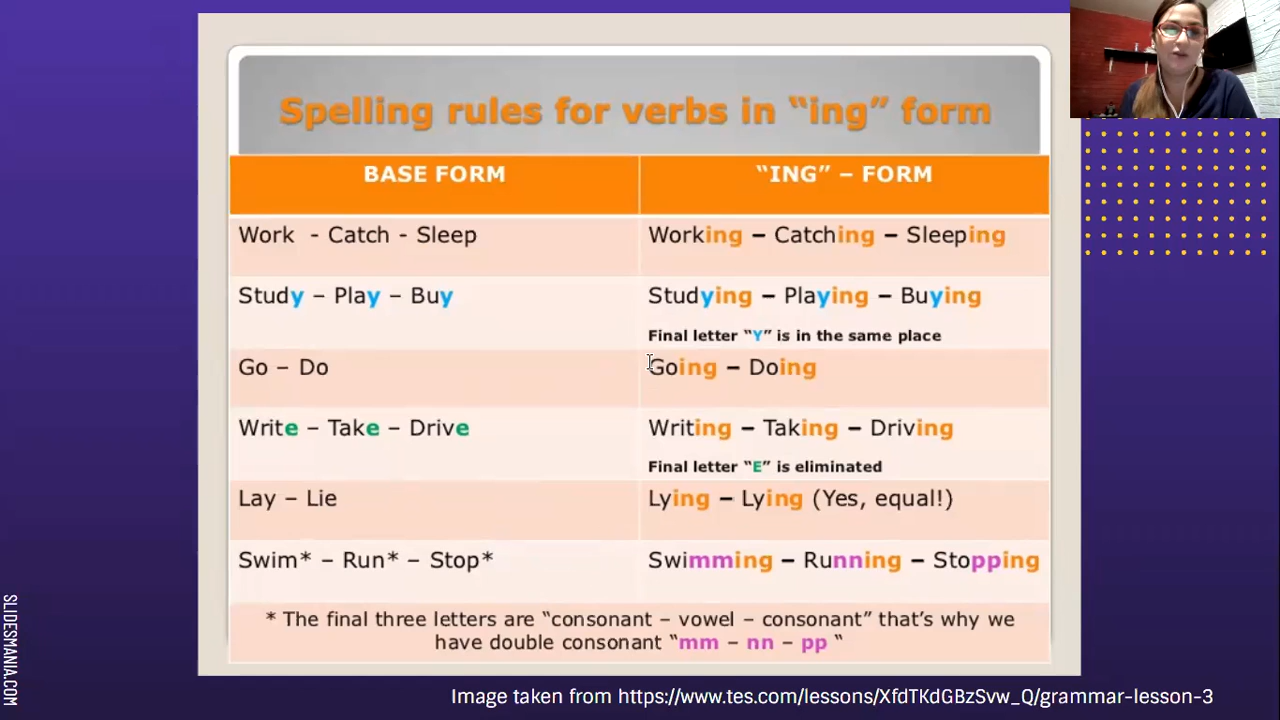 Spelling rules for verbs in “ing” form
BASE FORM
“ING” – FORM
Work - Catch - Sleep
Working – Catching – Sleeping
Study – Play – Buy
Studying – Playing – Buying
Final letter “Y” is in the same place
Go – Do
Going – Doing
Write – Take – Drive
Writing – Taking – Driving
Final letter “E” is eliminated
Lay – Lie
Lying – Lying (Yes, equal!)
Swim* – Run* – Stop*
Swimming – Running – Stopping
* The final three letters are “consonant – vowel – consonant” that’s why we
have double consonant “mm – nn – pp “
SLIDESMANIA.COM
Image taken from https://www.tes.com/lessons/XfdTKdGBzSvw_Q/grammar-lesson-3